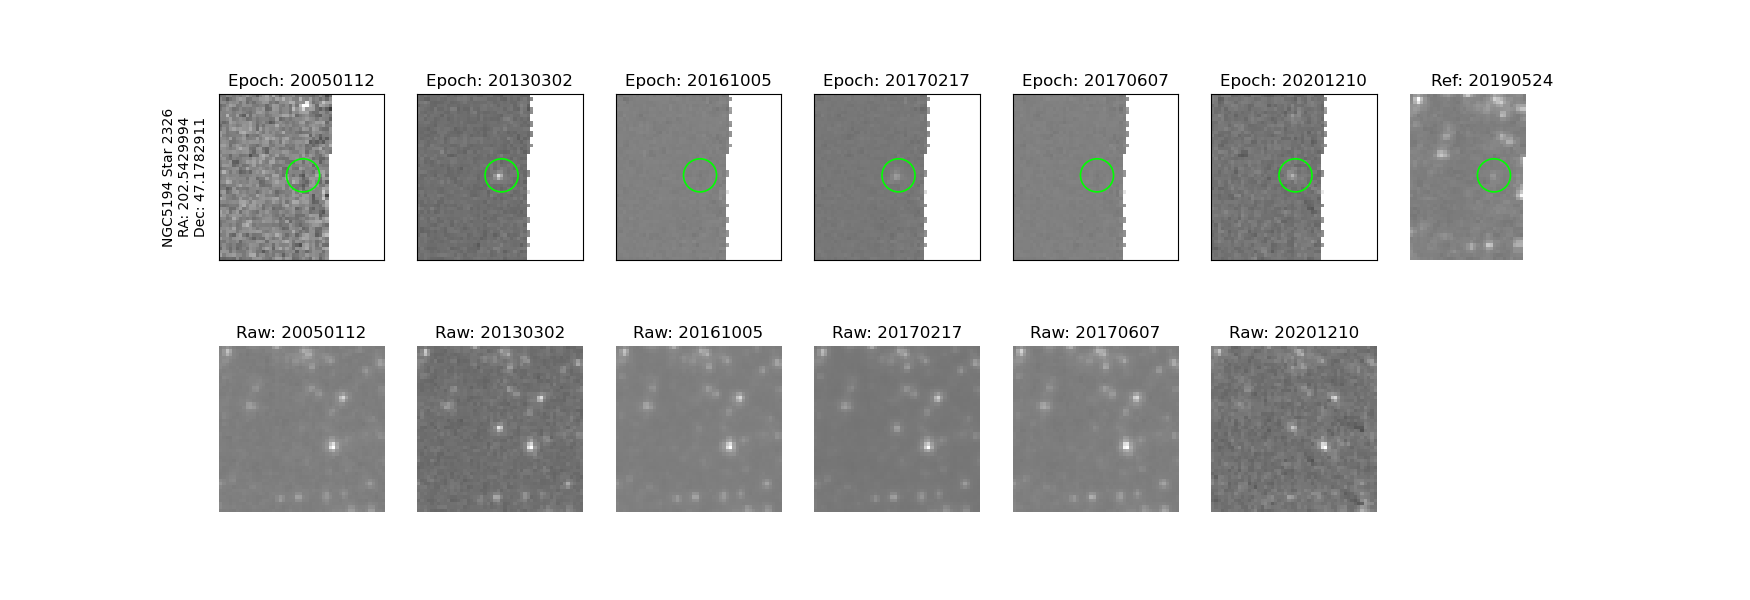 Epoch: 20050112
Epoch: 20130302
Epoch: 20161005
Epoch: 20170217
Epoch: 20170607
Epoch: 20201210
Ref: 20190524
NGC5194 Star 2326
RA: 202.5429994
Dec: 47.1782911
Raw: 20050112
Raw: 20130302
Raw: 20161005
Raw: 20170217
Raw: 20170607
Raw: 20201210